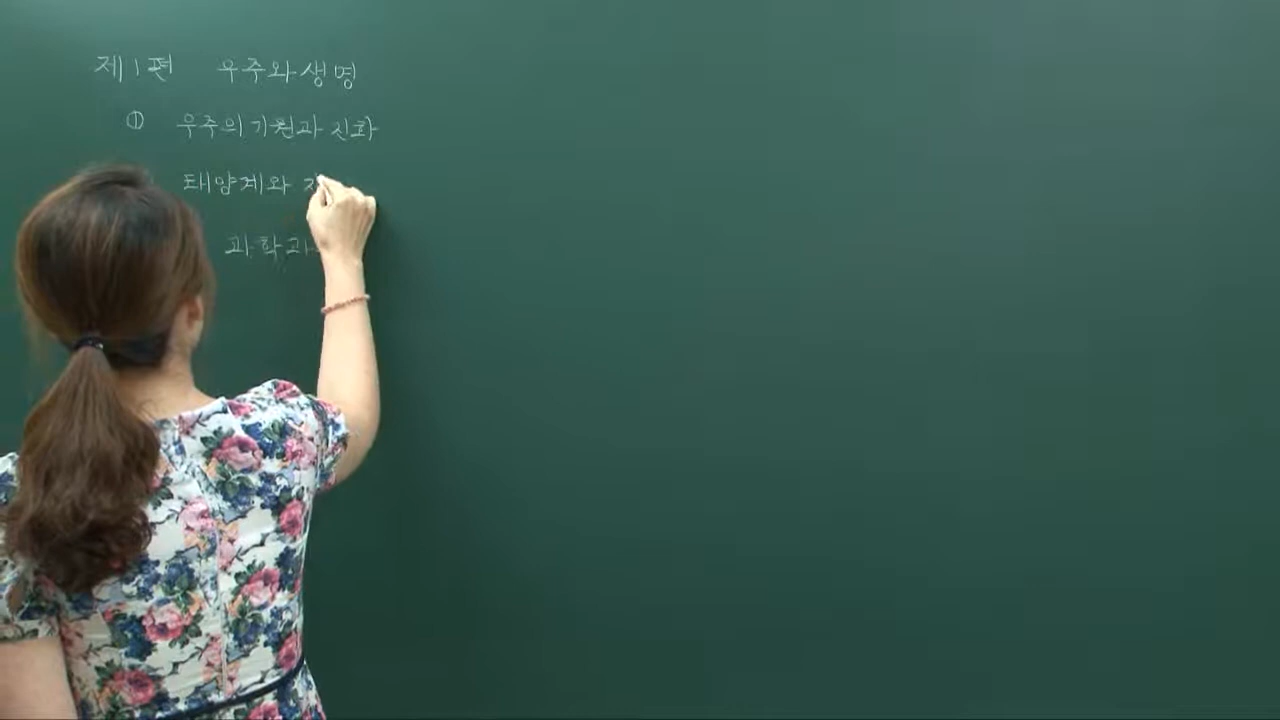 제1편 우주와 생명
① 우주의 기원과 진화
태양계와
과학과